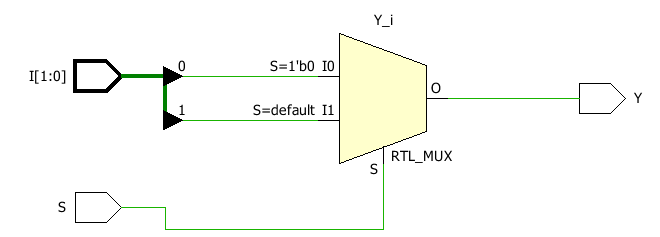 Y_i
I[1:0]
0
S=1'b0 I0
1
S=default I1
O
Y
S
RTL_MUX
S